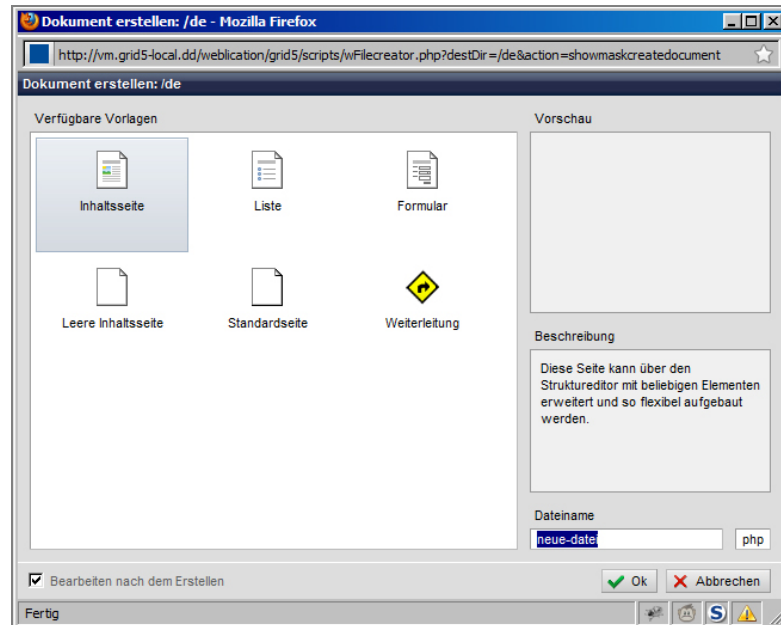 Dokument erstellen: /de - Mozilla Firefox
http://vm.grid5-local.dd/weblication/grid5/scripts/wFilecreator.php?destDir=/de&action=showmaskcreatedocument
Dokument erstellen: /de
Verfügbare Vorlagen
Inhaltsseite
Liste
Formular
Leere Inhaltsseite
Standardseite
Weiterleitung
Vorschau
Beschreibung
Diese Seite kann über den
Struktureditor mit beliebigen Elementen
erweitert und so flexibel aufgebaut
werden.
Dateiname
neue-datei
php
Bearbeiten nach dem Erstellen
Ok
Abbrechen
Fertig
S